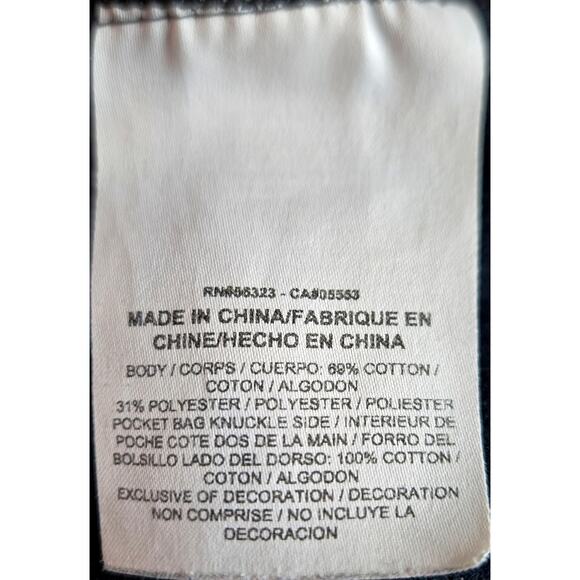 RN#56323 - CA#05553
MADE IN CHINA/FABRIQUE EN
CHINE/HECHO EN CHINA
BODY / CORPS / CUERPO: 69% COTTON /
COTON / ALGODON
31% POLYESTER / POLYESTER / POLIESTER
POCKET BAG KNUCKLE SIDE / INTERIEUR DE
POCHE COTE DOS DE LA MAIN / FORRO DEL
BOLSILLO LADO DEL DORSO: 100% COTTON /
COTON / ALGODON
EXCLUSIVE OF DECORATION / DECORATION
NON COMPRISE / NO INCLUYE LA
DECORACION